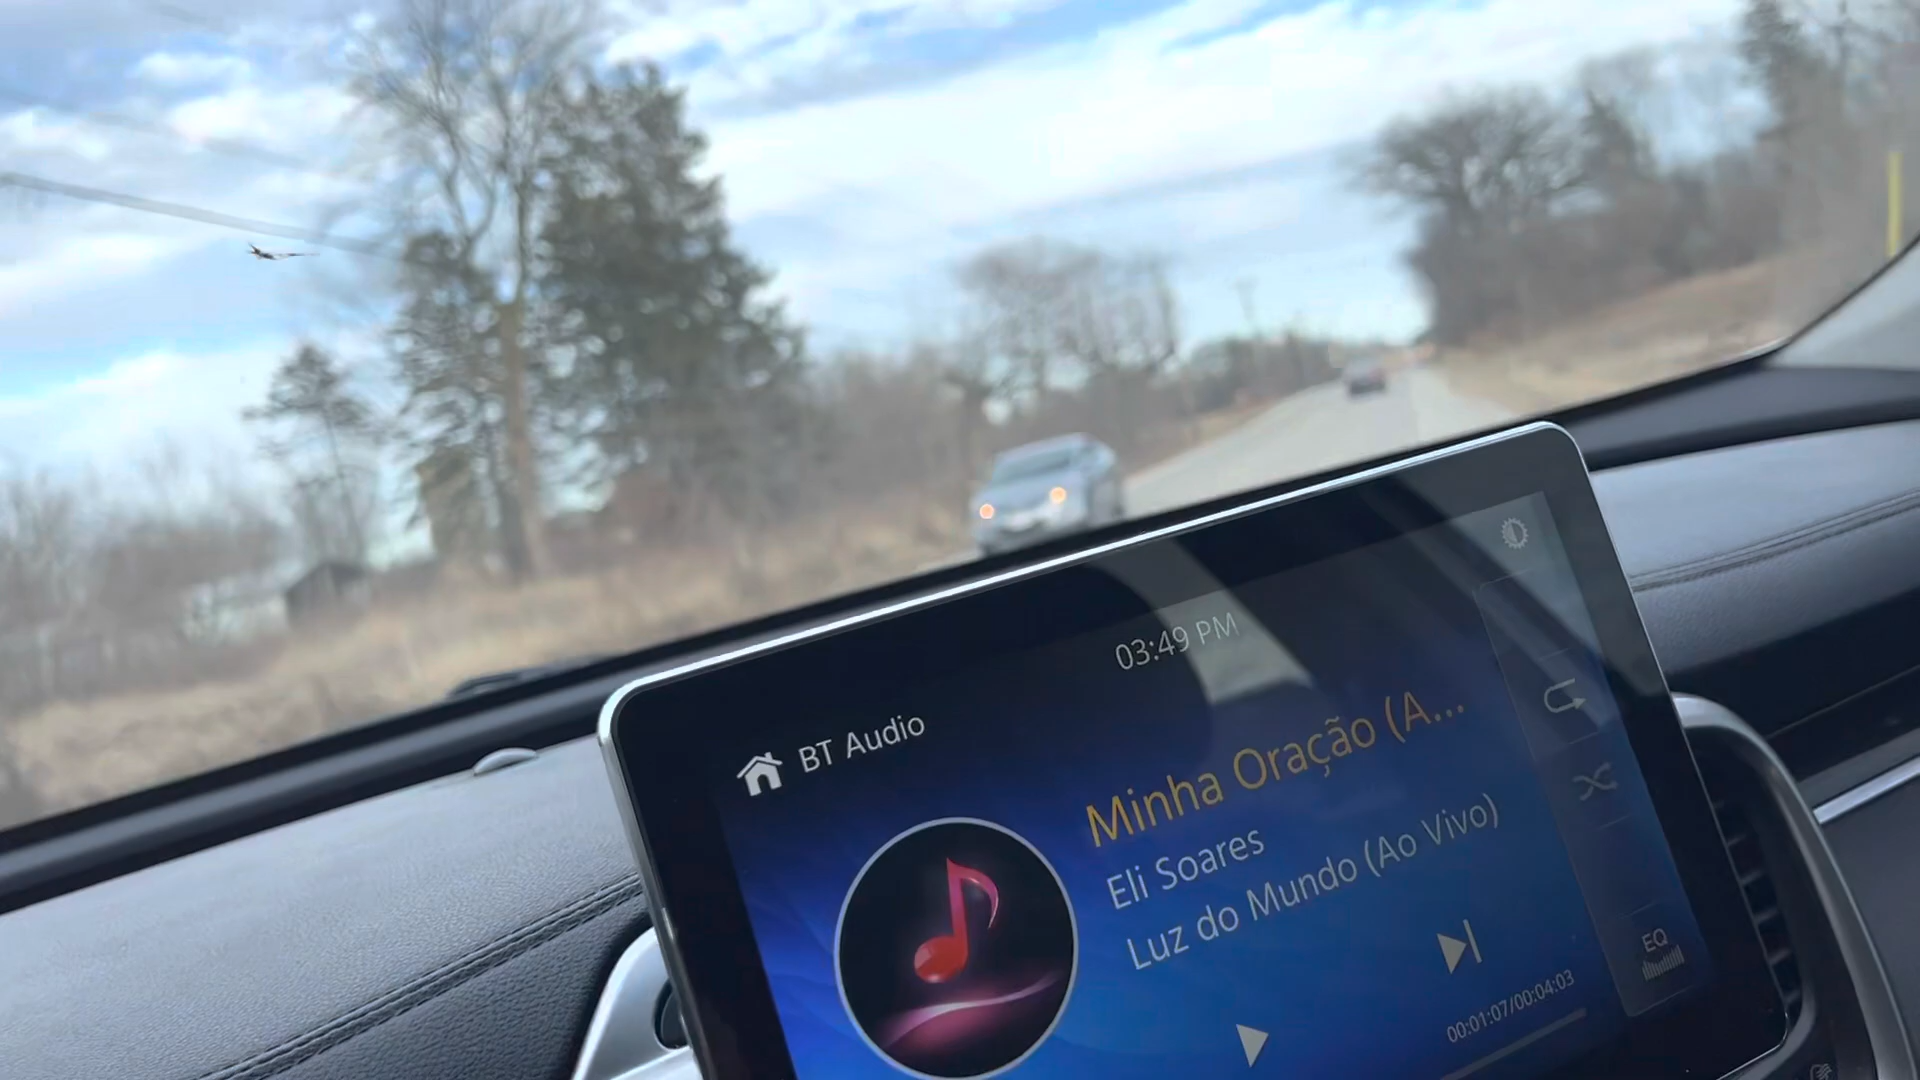 03:49 PM
BT Audio
Minha Oração (A...
Eli Soares
Luz do Mundo (Ao Vivo)
EQ
00:01:07/00:04:03